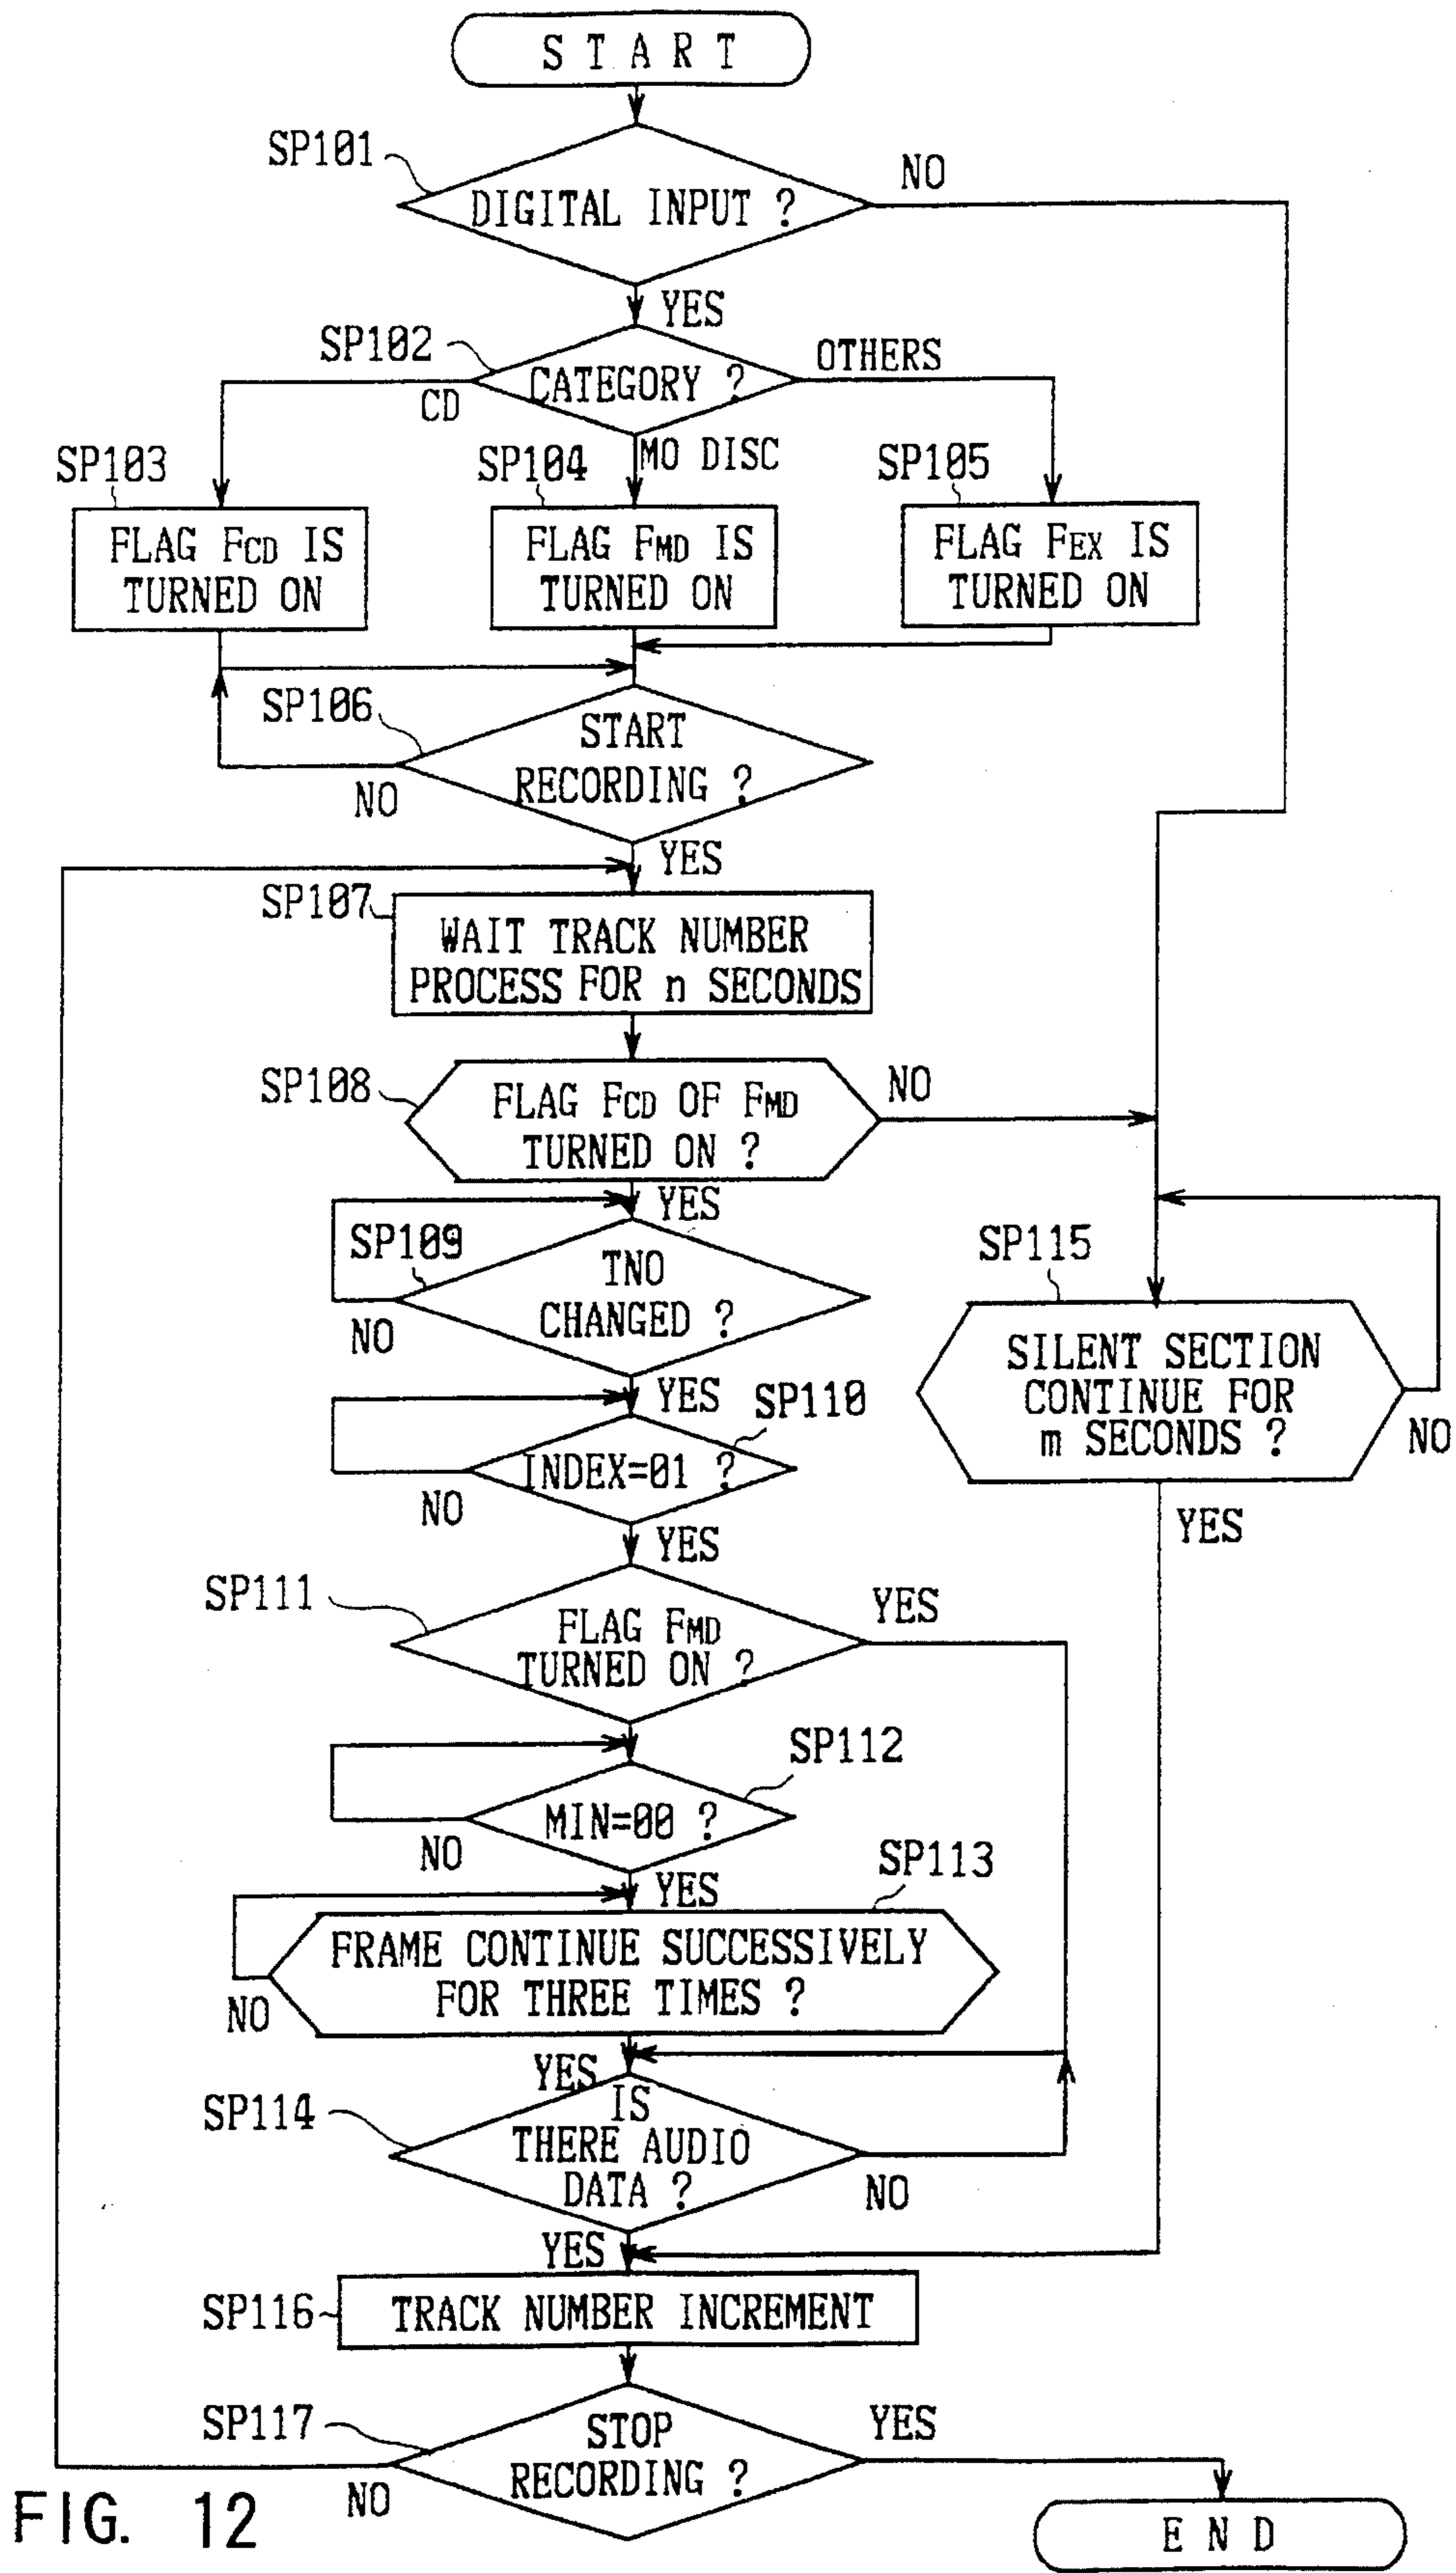 START
SP101
DIGITAL INPUT ?
NO
YES
SP102
CATEGORY ?
OTHERS
CD
MO DISC
SP103
SP104
SP105
FLAG FCD IS
TURNED ON
FLAG FMD IS
TURNED ON
FLAG FEX IS
TURNED ON
SP106
START
RECORDING ?
NO
YES
SP107
WAIT TRACK NUMBER
PROCESS FOR n SECONDS
SP108
FLAG FCD OF FMD
TURNED ON ?
NO
YES
SP109
TNO
CHANGED ?
NO
YES
SP110
INDEX=01 ?
NO
YES
SP115
SILENT SECTION
CONTINUE FOR
m SECONDS ?
NO
YES
SP111
FLAG FMD
TURNED ON ?
YES
SP112
MIN=00 ?
NO
YES
SP113
FRAME CONTINUE SUCCESSIVELY
FOR THREE TIMES ?
NO
YES
SP114
IS
THERE AUDIO
DATA ?
NO
YES
SP116
TRACK NUMBER INCREMENT
SP117
STOP
RECORDING ?
YES
NO
END
FIG. 12